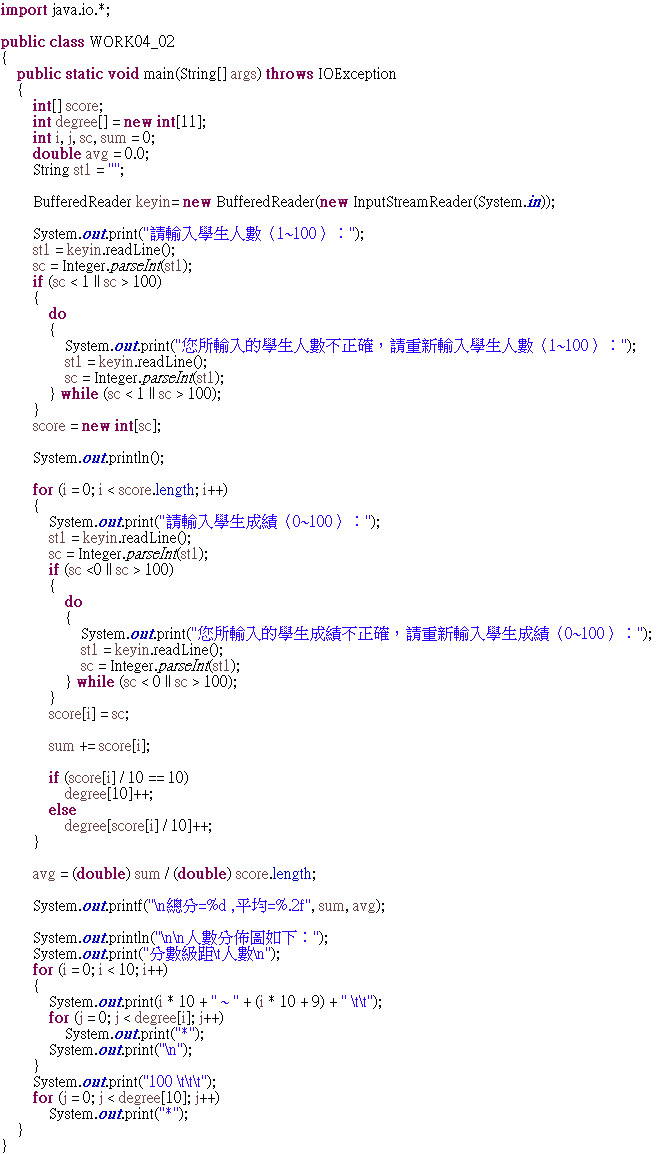 import java.io.*;
public class WORK04_02
{
public static void main(String[] args) throws IOException
{
int[] score;
int degree[] = new int[11];
int i, j, sc, sum = 0;
double avg = 0.0;
String st1 = "";
BufferedReader keyin= new BufferedReader(new InputStreamReader(System.in));
System.out.print("請輸入學生人數（1~100）：");
st1 = keyin.readLine();
sc = Integer.parseInt(st1);
if (sc < 1 || sc > 100)
{
do
{
System.out.print("您所輸入的學生人數不正確，請重新輸入學生人數（1~100）：");
st1 = keyin.readLine();
sc = Integer.parseInt(st1);
} while (sc < 1 || sc > 100);
}
score = new int[sc];
System.out.println();
for (i = 0; i < score.length; i++)
{
System.out.print("請輸入學生成績（0~100）：");
st1 = keyin.readLine();
sc = Integer.parseInt(st1);
if (sc <0 || sc > 100)
{
do
{
System.out.print("您所輸入的學生成績不正確，請重新輸入學生成績（0~100）：");
st1 = keyin.readLine();
sc = Integer.parseInt(st1);
} while (sc < 0 || sc > 100);
}
score[i] = sc;
sum += score[i];
if (score[i] / 10 == 10)
degree[10]++;
else
degree[score[i] / 10]++;
}
avg = (double) sum / (double) score.length;
System.out.printf("\n總分=%d ,平均=%.2f", sum, avg);
System.out.println("\n\n人數分佈圖如下：");
System.out.print("分數級距\t人數\n");
for (i = 0; i < 10; i++)
{
System.out.print(i * 10 + " ~ " + (i * 10 + 9) + " \t\t");
for (j = 0; j < degree[i]; j++)
System.out.print("*");
System.out.print("\n");
}
System.out.print("100 \t\t\t");
for (j = 0; j < degree[10]; j++)
System.out.print("*");
}
}